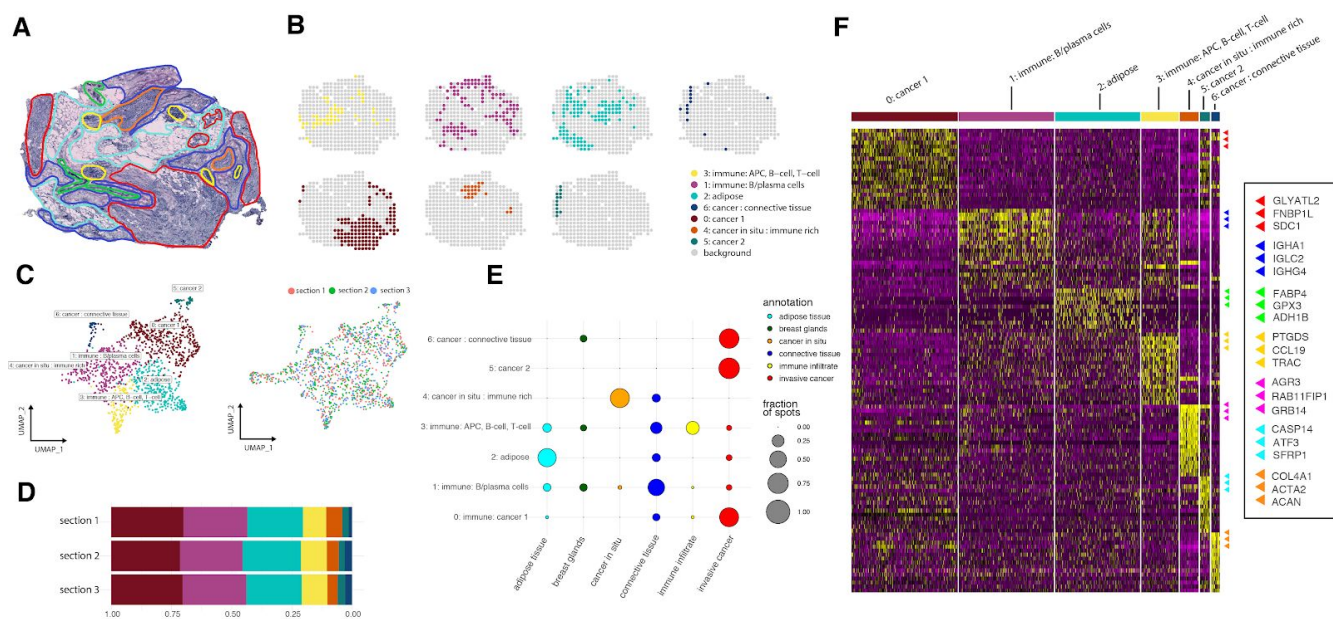 A
B
3: immune: APC, B-cell, T-cell
1: immune: B/plasma cells
2: adipose
6: cancer : connective tissue
0: cancer 1
4: cancer in situ : immune rich
5: cancer 2
background
C
5: cancer 2
6: cancer : connective tissue
0: cancer 1
1: immune : B/plasma cells
4: cancer in situ : immune rich
2: adipose
3: immune : APC, B-cell, T-cell
UMAP_2
UMAP_1
section 1 section 2 section 3
UMAP_2
UMAP_1
D
section 1
section 2
section 3
1.00 0.75 0.50 0.25 0.00
E
6: cancer : connective tissue
5: cancer 2
4: cancer in situ : immune rich
3: immune: APC, B-cell, T-cell
2: adipose
1: immune: B/plasma cells
0: immune: cancer 1
adipose tissue
breast glands
cancer in situ
connective tissue
immune infiltrate
invasive cancer
annotation
adipose tissue
breast glands
cancer in situ
connective tissue
immune infiltrate
invasive cancer
fraction
of spots
0.00
0.25
0.50
0.75
1.00
F
0: cancer 1
1: immune: B/plasma cells
2: adipose
3: immune: APC, B-cell, T-cell
4: cancer in situ : immune rich
5: cancer 2
6: cancer : connective tissue
GLYATL2
FNBP1L
SDC1
IGHA1
IGLC2
IGHG4
FABP4
GPX3
ADH1B
PTGDS
CCL19
TRAC
AGR3
RAB11FIP1
GRB14
CASP14
ATF3
SFRP1
COL4A1
ACTA2
ACAN